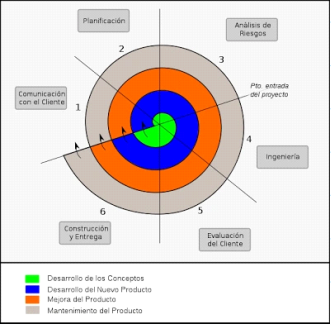 Planificación
Análisis de
Riesgos
2
3
Pto. entrada
del proyecto
Comunicación
con el Cliente
1
4
Ingeniería
6
5
Construcción
y Entrega
Evaluación
del Cliente
Desarrollo de los Conceptos
Desarrollo del Nuevo Producto
Mejora del Producto
Mantenimiento del Producto